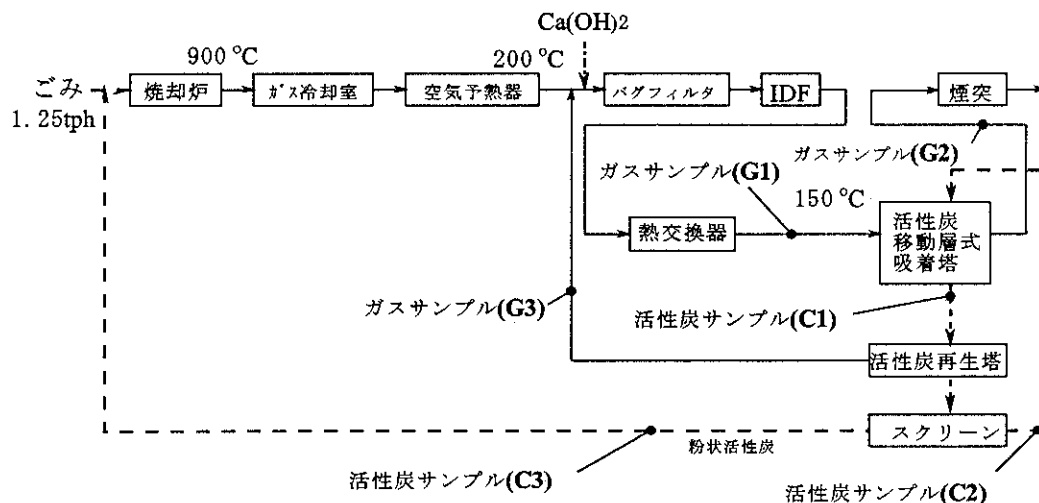 Ca(OH)2
900 ℃
200 ℃
ごみ
1.25tph
焼却炉
ｶﾞｽ冷却室
空気予熱器
バグフィルタ
IDF
煙突
ガスサンプル(G2)
ガスサンプル(G1)
150 ℃
熱交換器
活性炭
移動層式
吸着塔
ガスサンプル(G3)
活性炭サンプル(C1)
活性炭再生塔
スクリーン
粉状活性炭
活性炭サンプル(C3)
活性炭サンプル(C2)